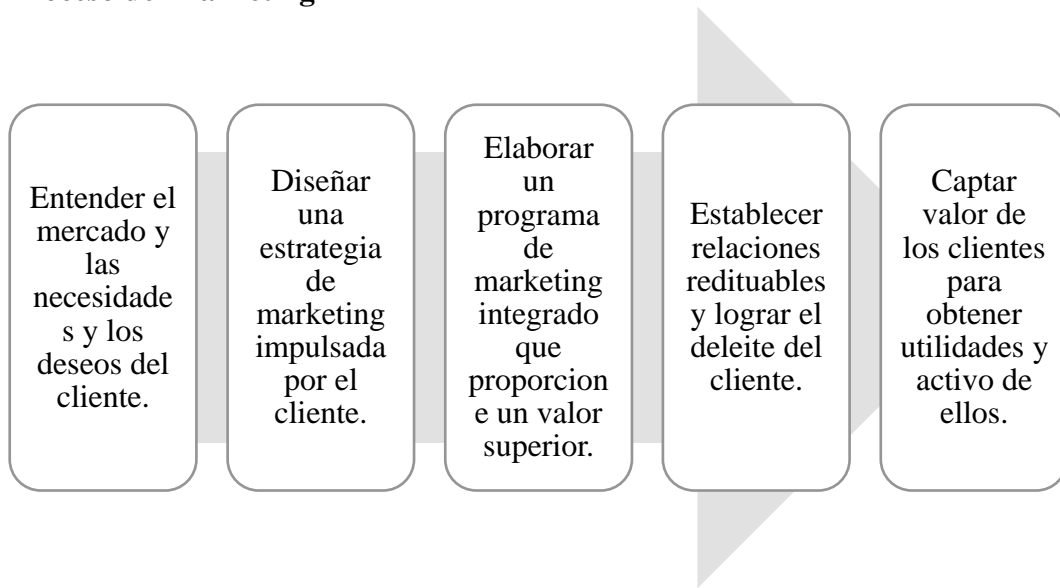 Entender el
mercado y
las
necesidade
s y los
deseos del
cliente.
Diseñar
una
estrategia
de
marketing
impulsada
por el
cliente.
Elaborar
un
programa
de
marketing
integrado
que
proporcion
e un valor
superior.
Establecer
relaciones
redituables
y lograr el
deleite del
cliente.
Captar
valor de
los clientes
para
obtener
utilidades y
activo de
ellos.